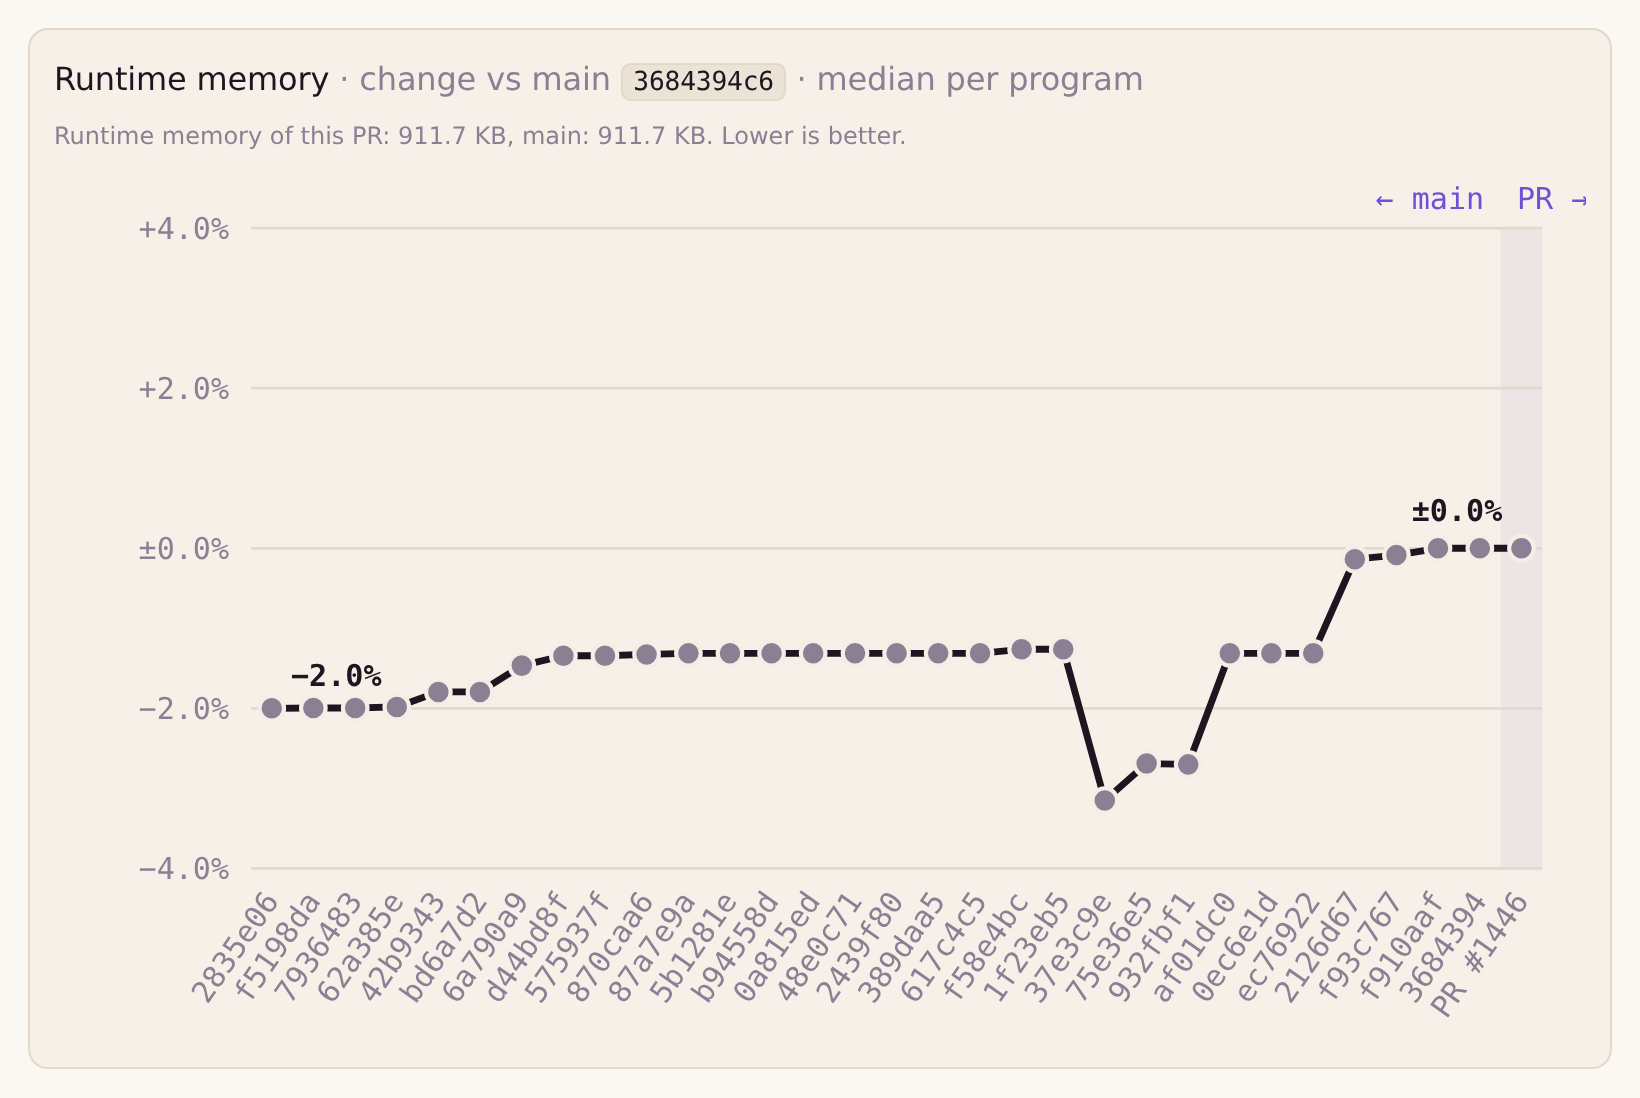 Runtime memory · change vs main 3684394c6 · median per program
Runtime memory of this PR: 911.7 KB, main: 911.7 KB. Lower is better.
← main PR →
+4.0%
+2.0%
±0.0%
−2.0%
−4.0%
−2.0%
±0.0%
2835e06
f5198da
7936483
62a385e
42b9343
bd6a7d2
6a790a9
d44bd8f
575937f
870caa6
87a7e9a
5b1281e
b94558d
0a815ed
48e0c71
2439f80
389daa5
617c4c5
f58e4bc
1f23eb5
37e3c9e
75e36e5
932fbf1
af01dc0
0ec6e1d
ec76922
2126d67
f93c767
f910aaf
3684394
PR #1446